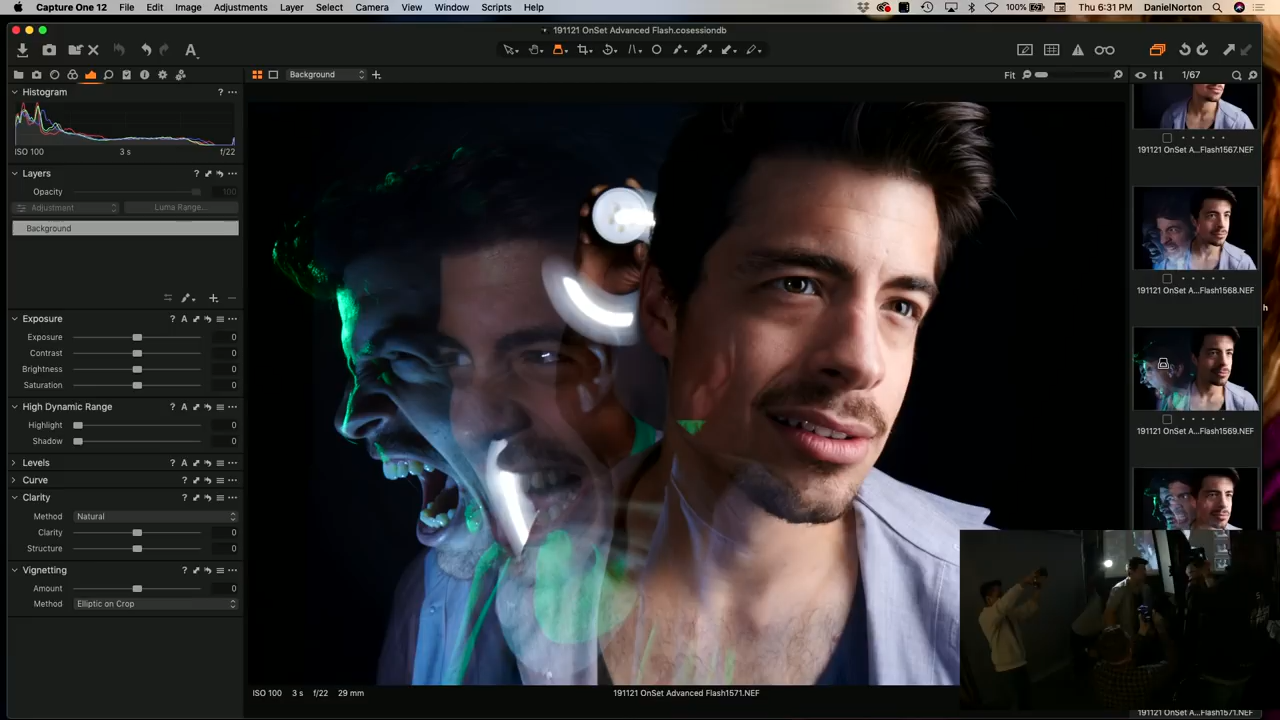 Capture One 12 File Edit Image Adjustments Layer Select Camera View Window Scripts Help 100% Thu 6:31 PM DanielNorton
191121 OnSet Advanced Flash.cosessiondb
Background Fit 1/67
Histogram ? ...
ISO 100 3 s f/22
Layers ? ...
Opacity 100
Adjustment Luma Range...
Background
Exposure ? A ...
Exposure 0
Contrast 0
Brightness 0
Saturation 0
High Dynamic Range ? A ...
Highlight 0
Shadow 0
Levels ? A ...
Curve ? A ...
Clarity ? A ...
Method Natural
Clarity 0
Structure 0
Vignetting ? A ...
Amount 0
Method Elliptic on Crop
ISO 100 3 s f/22 29 mm 191121 OnSet Advanced Flash1571.NEF
191121 OnSet A...Flash1567.NEF
191121 OnSet A...Flash1568.NEF
191121 OnSet A...Flash1569.NEF
191121 OnSet A...Flash1571.NEF